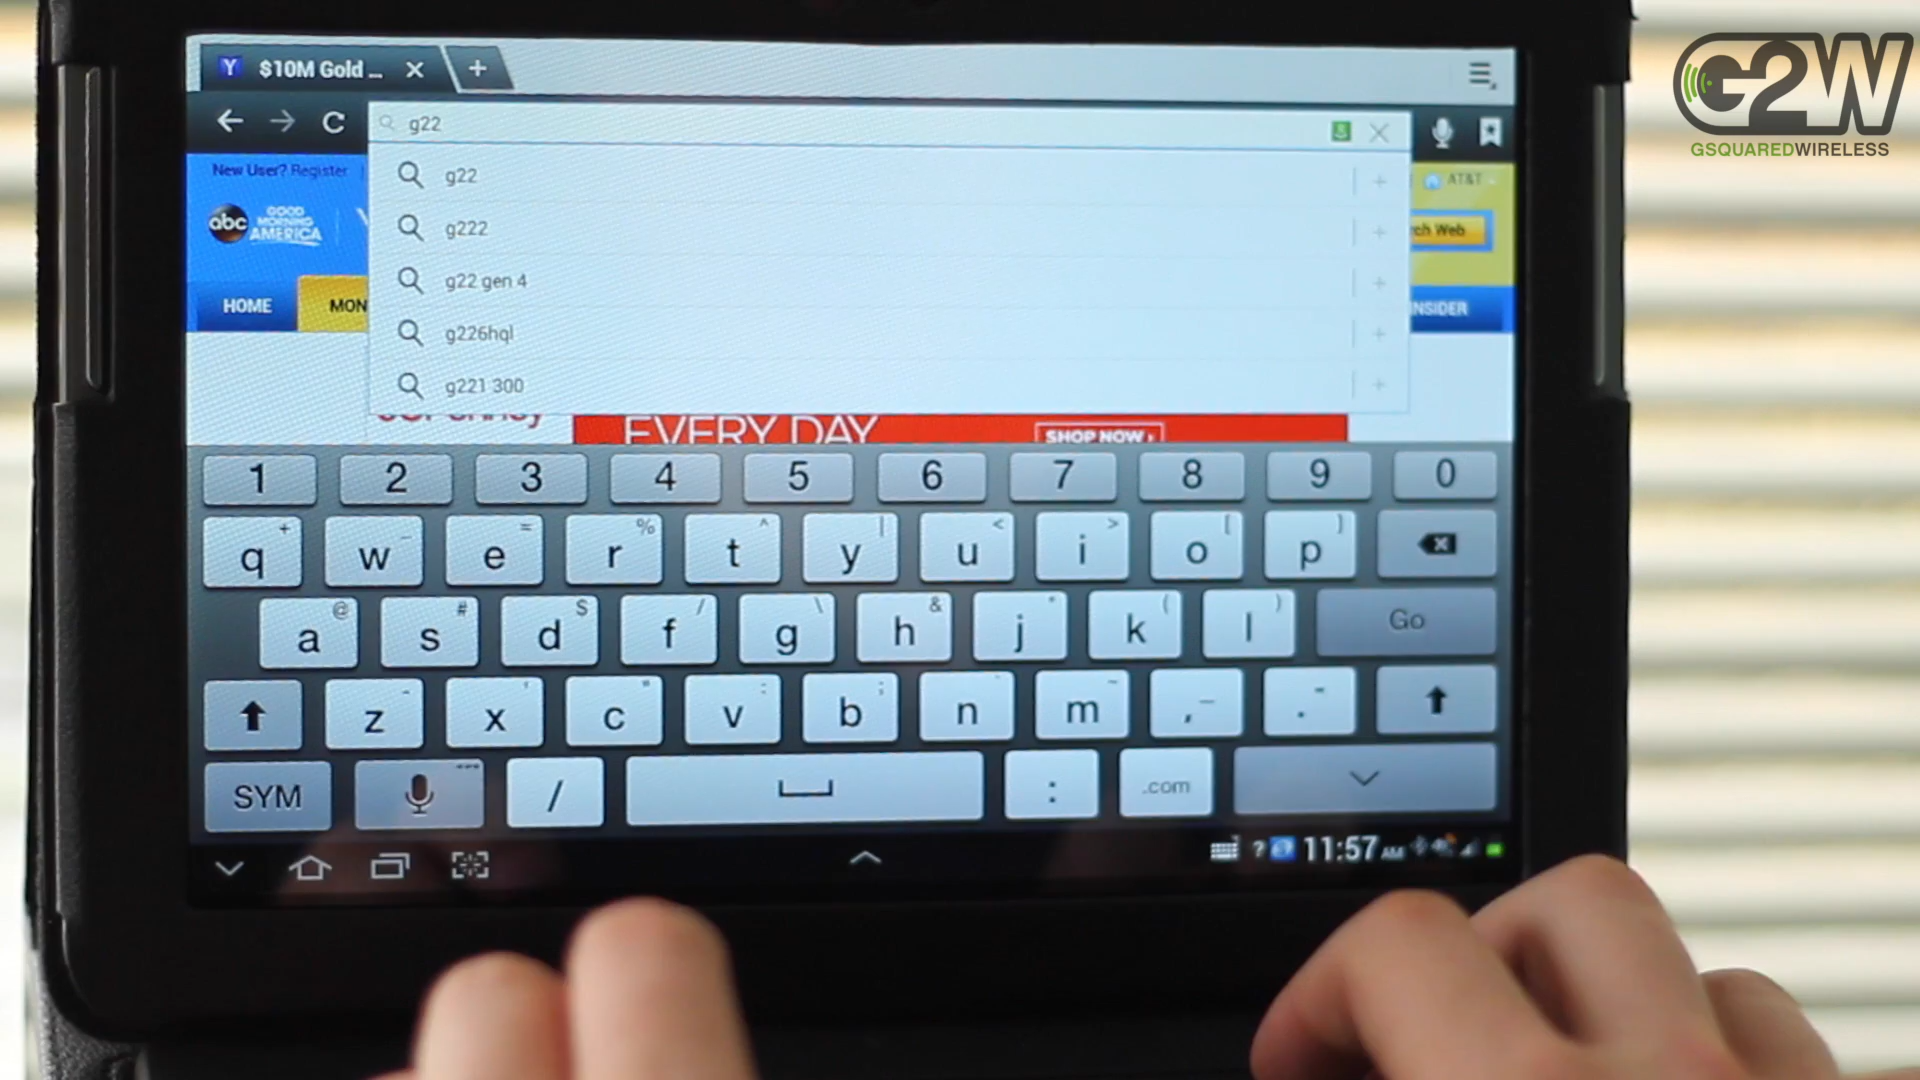 Y $10M Gold ...
G2W
GSQUAREDWIRELESS
g22
New User? Register
g22
AT&T
abc GOOD MORNING AMERICA
g222
rch Web
g22 gen 4
HOME
MON
g226hql
NSIDER
g221 300
EVERY DAY
SHOP NOW
1 2 3 4 5 6 7 8 9 0
q + w - e = r % t ^ y | u < i > o [ p ]
a @ s # d $ f / g \ h & j * k ( l ) Go
z x c v : b ; n m , .
SYM / : .com
? 11:57 AM